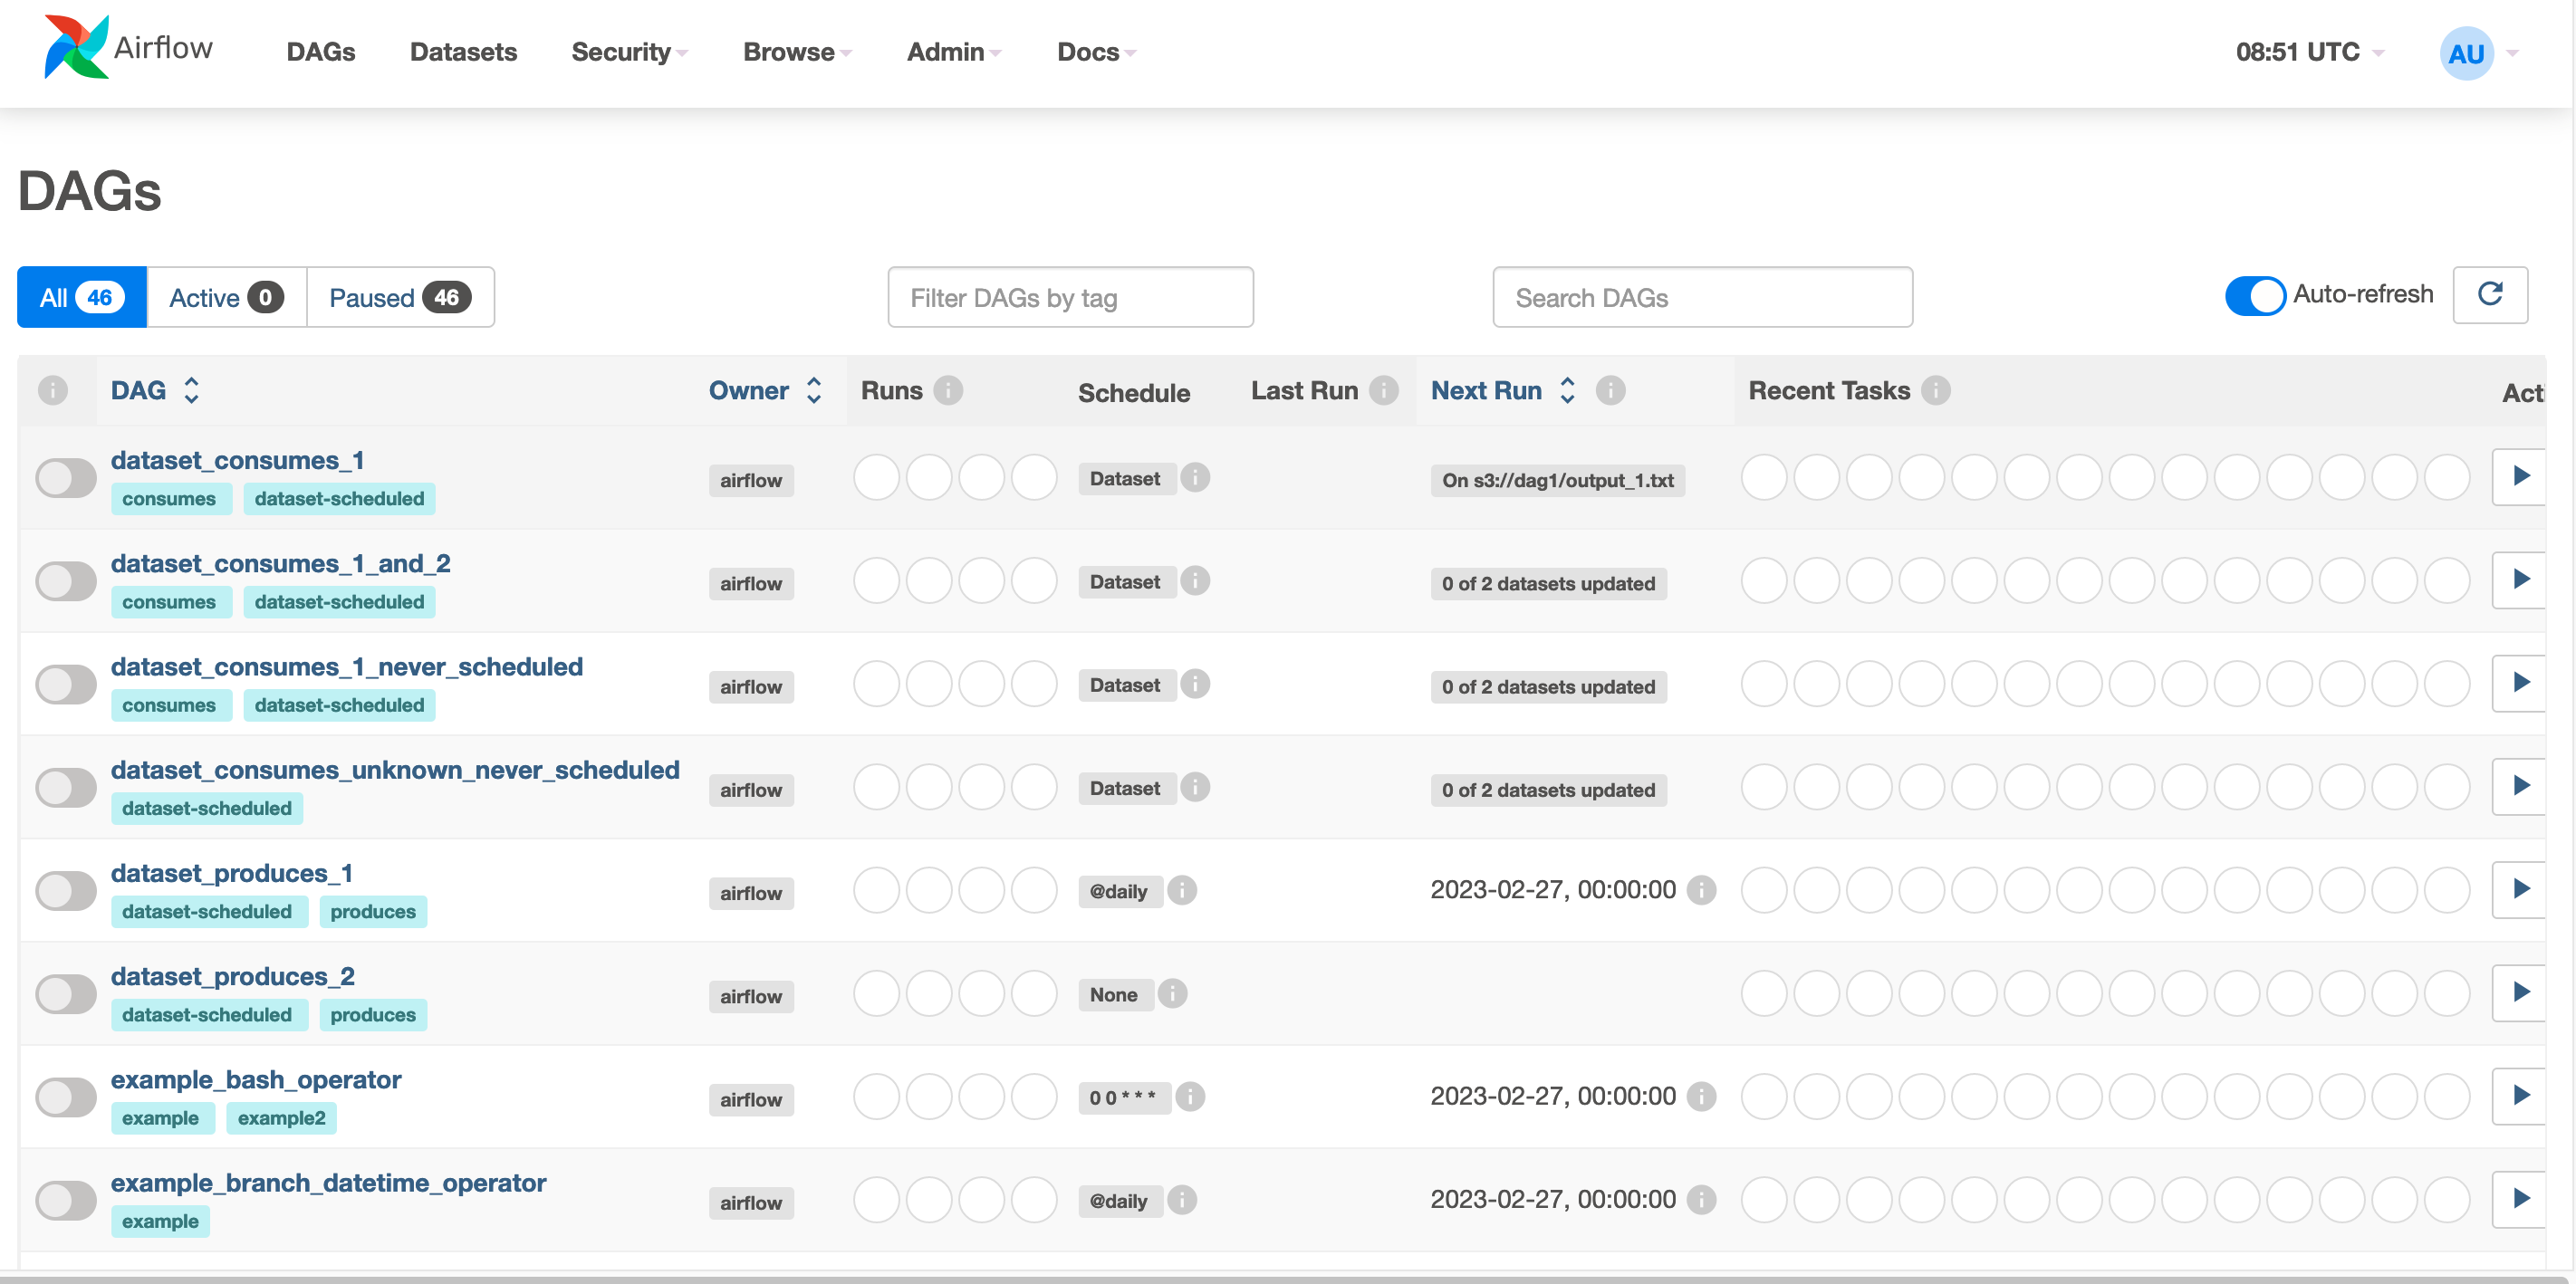 Airflow DAGs Datasets Security Browse Admin Docs 08:51 UTC AU
DAGs
All 46 Active 0 Paused 46 Filter DAGs by tag Search DAGs Auto-refresh
i DAG Owner Runs i Schedule Last Run i Next Run i Recent Tasks i Acti
dataset_consumes_1
consumes dataset-scheduled airflow Dataset i On s3://dag1/output_1.txt
dataset_consumes_1_and_2
consumes dataset-scheduled airflow Dataset i 0 of 2 datasets updated
dataset_consumes_1_never_scheduled
consumes dataset-scheduled airflow Dataset i 0 of 2 datasets updated
dataset_consumes_unknown_never_scheduled
dataset-scheduled airflow Dataset i 0 of 2 datasets updated
dataset_produces_1
dataset-scheduled produces airflow @daily i 2023-02-27, 00:00:00 i
dataset_produces_2
dataset-scheduled produces airflow None i
example_bash_operator
example example2 airflow 0 0 * * * i 2023-02-27, 00:00:00 i
example_branch_datetime_operator
example airflow @daily i 2023-02-27, 00:00:00 i